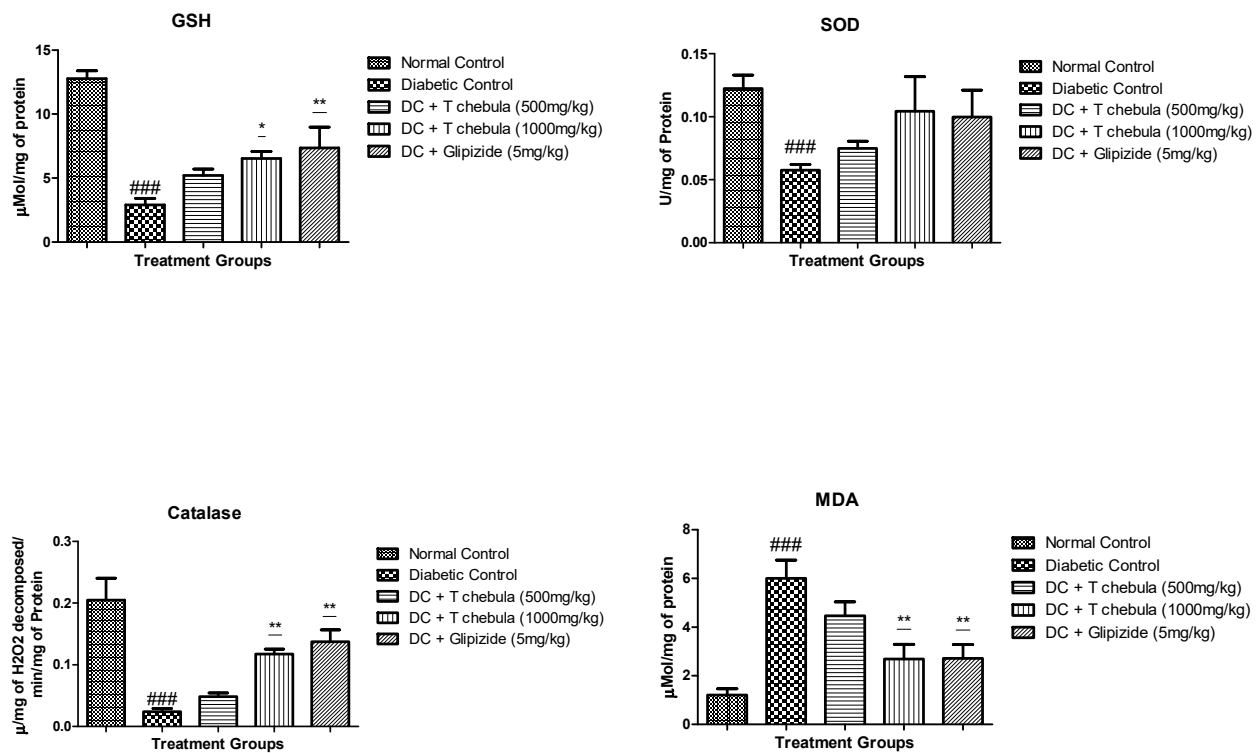 GSH
15
10
5
0
μMol/mg of protein
###
*
**
Treatment Groups
Normal Control
Diabetic Control
DC + T chebula (500mg/kg)
DC + T chebula (1000mg/kg)
DC + Glipizide (5mg/kg)
SOD
0.15
0.10
0.05
0.00
U/mg of Protein
###
Treatment Groups
Normal Control
Diabetic Control
DC + T chebula (500mg/kg)
DC + T chebula (1000mg/kg)
DC + Glipizide (5mg/kg)
Catalase
0.3
0.2
0.1
0.0
μ/mg of H2O2 decomposed/
min/mg of Protein
###
**
**
Treatment Groups
Normal Control
Diabetic Control
DC + T chebula (500mg/kg)
DC + T chebula (1000mg/kg)
DC + Glipizide (5mg/kg)
MDA
8
6
4
2
0
μMol/mg of protein
###
**
**
Treatment Groups
Normal Control
Diabetic Control
DC + T chebula (500mg/kg)
DC + T chebula (1000mg/kg)
DC + Glipizide (5mg/kg)